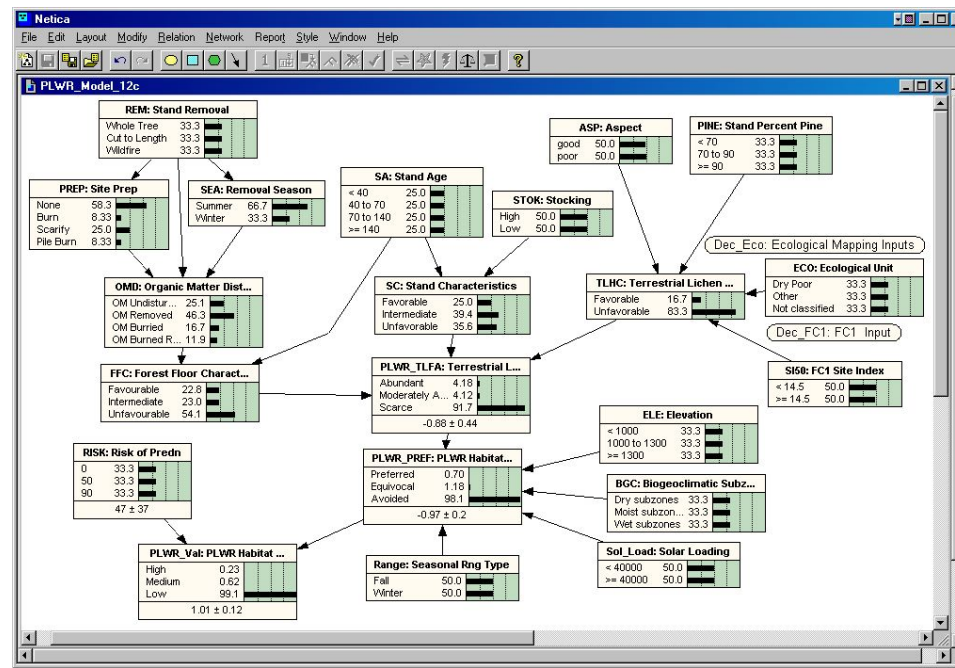 Netica
File Edit Layout Modify Relation Network Report Style Window Help
PLWR_Model_12c
REM: Stand Removal
Whole Tree 33.3
Cut to Length 33.3
Wildfire 33.3
ASP: Aspect
good 50.0
poor 50.0
PINE: Stand Percent Pine
< 70 33.3
70 to 90 33.3
>= 90 33.3
PREP: Site Prep
None 58.3
Burn 8.33
Scarify 25.0
Pile Burn 8.33
SEA: Removal Season
Summer 66.7
Winter 33.3
SA: Stand Age
< 40 25.0
40 to 70 25.0
70 to 140 25.0
>= 140 25.0
STOK: Stocking
High 50.0
Low 50.0
Dec_Eco: Ecological Mapping Inputs
OMD: Organic Matter Dist...
OM Undistur... 25.1
OM Removed 46.3
OM Burried 16.7
OM Burned R... 11.9
SC: Stand Characteristics
Favorable 25.0
Intermediate 39.4
Unfavorable 35.6
TLHC: Terrestrial Lichen ...
Favorable 16.7
Unfavorable 83.3
ECO: Ecological Unit
Dry Poor 33.3
Other 33.3
Not classified 33.3
Dec_FC1: FC1 Input
FFC: Forest Floor Charact...
Favourable 22.8
Intermediate 23.0
Unfavourable 54.1
PLWR_TLFA: Terrestrial L...
Abundant 4.18
Moderately A... 4.12
Scarce 91.7
-0.88 ± 0.44
SI50: FC1 Site Index
< 14.5 50.0
>= 14.5 50.0
ELE: Elevation
< 1000 33.3
1000 to 1300 33.3
>= 1300 33.3
RISK: Risk of Predn
0 33.3
50 33.3
90 33.3
47 ± 37
PLWR_PREF: PLWR Habitat...
Preferred 0.70
Equivocal 1.18
Avoided 98.1
-0.97 ± 0.2
BGC: Biogeoclimatic Subz...
Dry subzones 33.3
Moist subzon... 33.3
Wet subzones 33.3
PLWR_Val: PLWR Habitat ...
High 0.23
Medium 0.62
Low 99.1
1.01 ± 0.12
Range: Seasonal Rng Type
Fall 50.0
Winter 50.0
Sol_Load: Solar Loading
< 40000 50.0
>= 40000 50.0